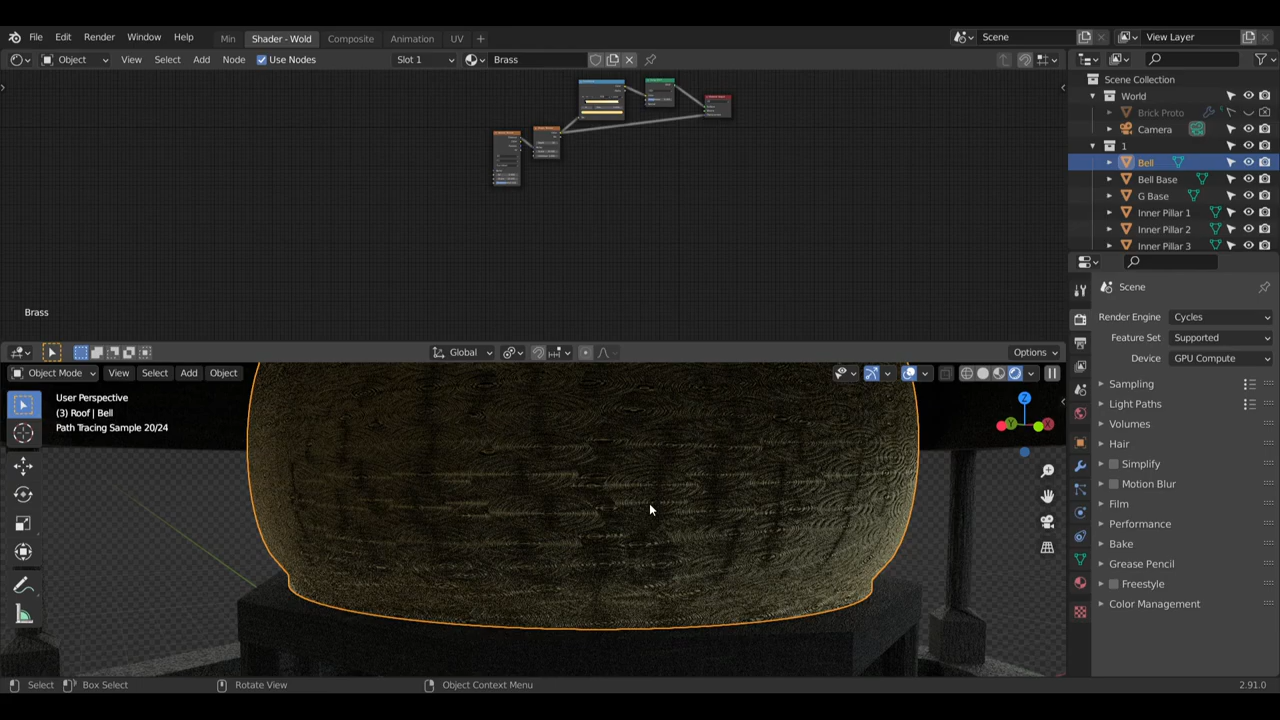 File Edit Render Window Help Min Shader - Wold Composite Animation UV + Scene View Layer
Object View Select Add Node Use Nodes Slot 1 Brass
Scene Collection
World
Brick Proto
Camera
1
Bell
Bell Base
G Base
Inner Pillar 1
Inner Pillar 2
Inner Pillar 3
Brass
Scene
Render Engine Cycles
Feature Set Supported
Device GPU Compute
Sampling
Light Paths
Volumes
Hair
Simplify
Motion Blur
Film
Performance
Bake
Grease Pencil
Freestyle
Color Management
Global Options
Object Mode View Select Add Object
User Perspective
(3) Roof | Bell
Path Tracing Sample 20/24
Z
Y
X
Select Box Select Rotate View Object Context Menu 2.91.0